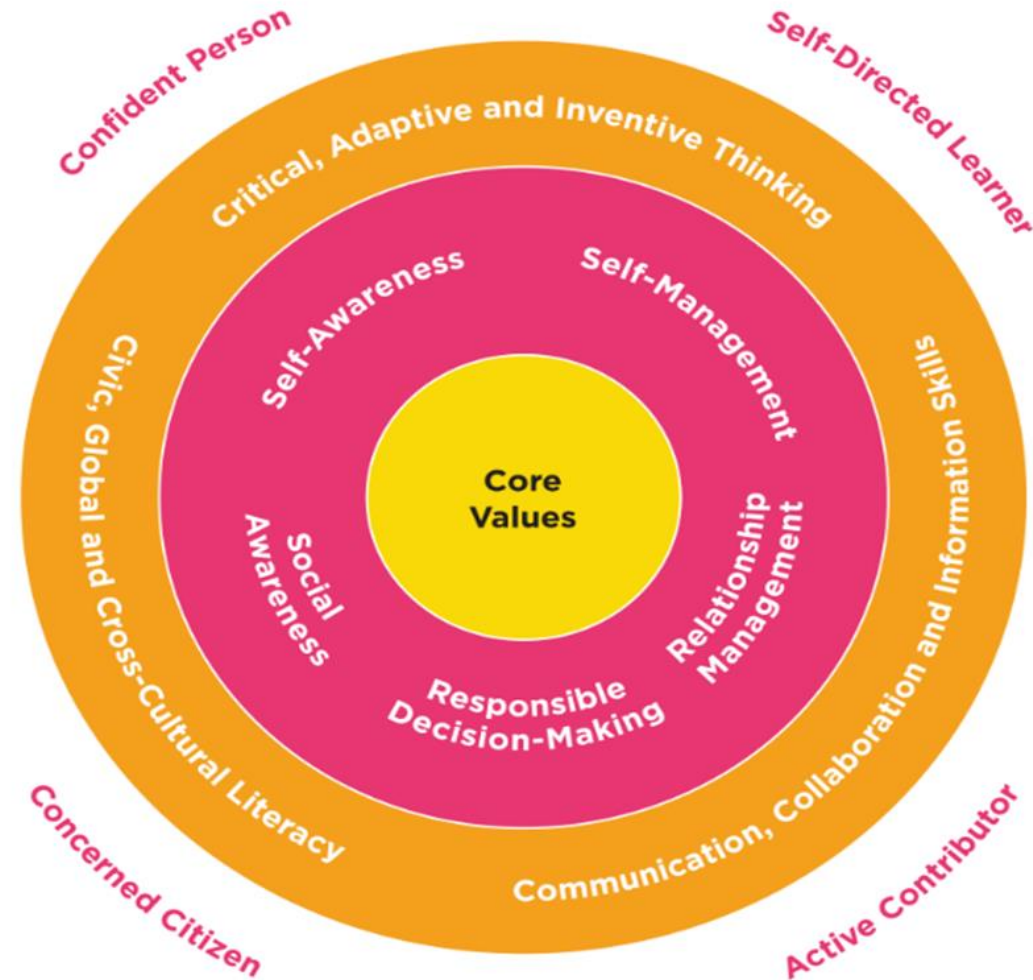 Confident Person
Self-Directed Learner
Critical, Adaptive and Inventive Thinking
Self-Awareness
Self-Management
Civic, Global and Cross-Cultural Literacy
Communication, Collaboration and Information Skills
Core
Values
Social
Awareness
Relationship
Management
Responsible
Decision-Making
Concerned Citizen
Active Contributor